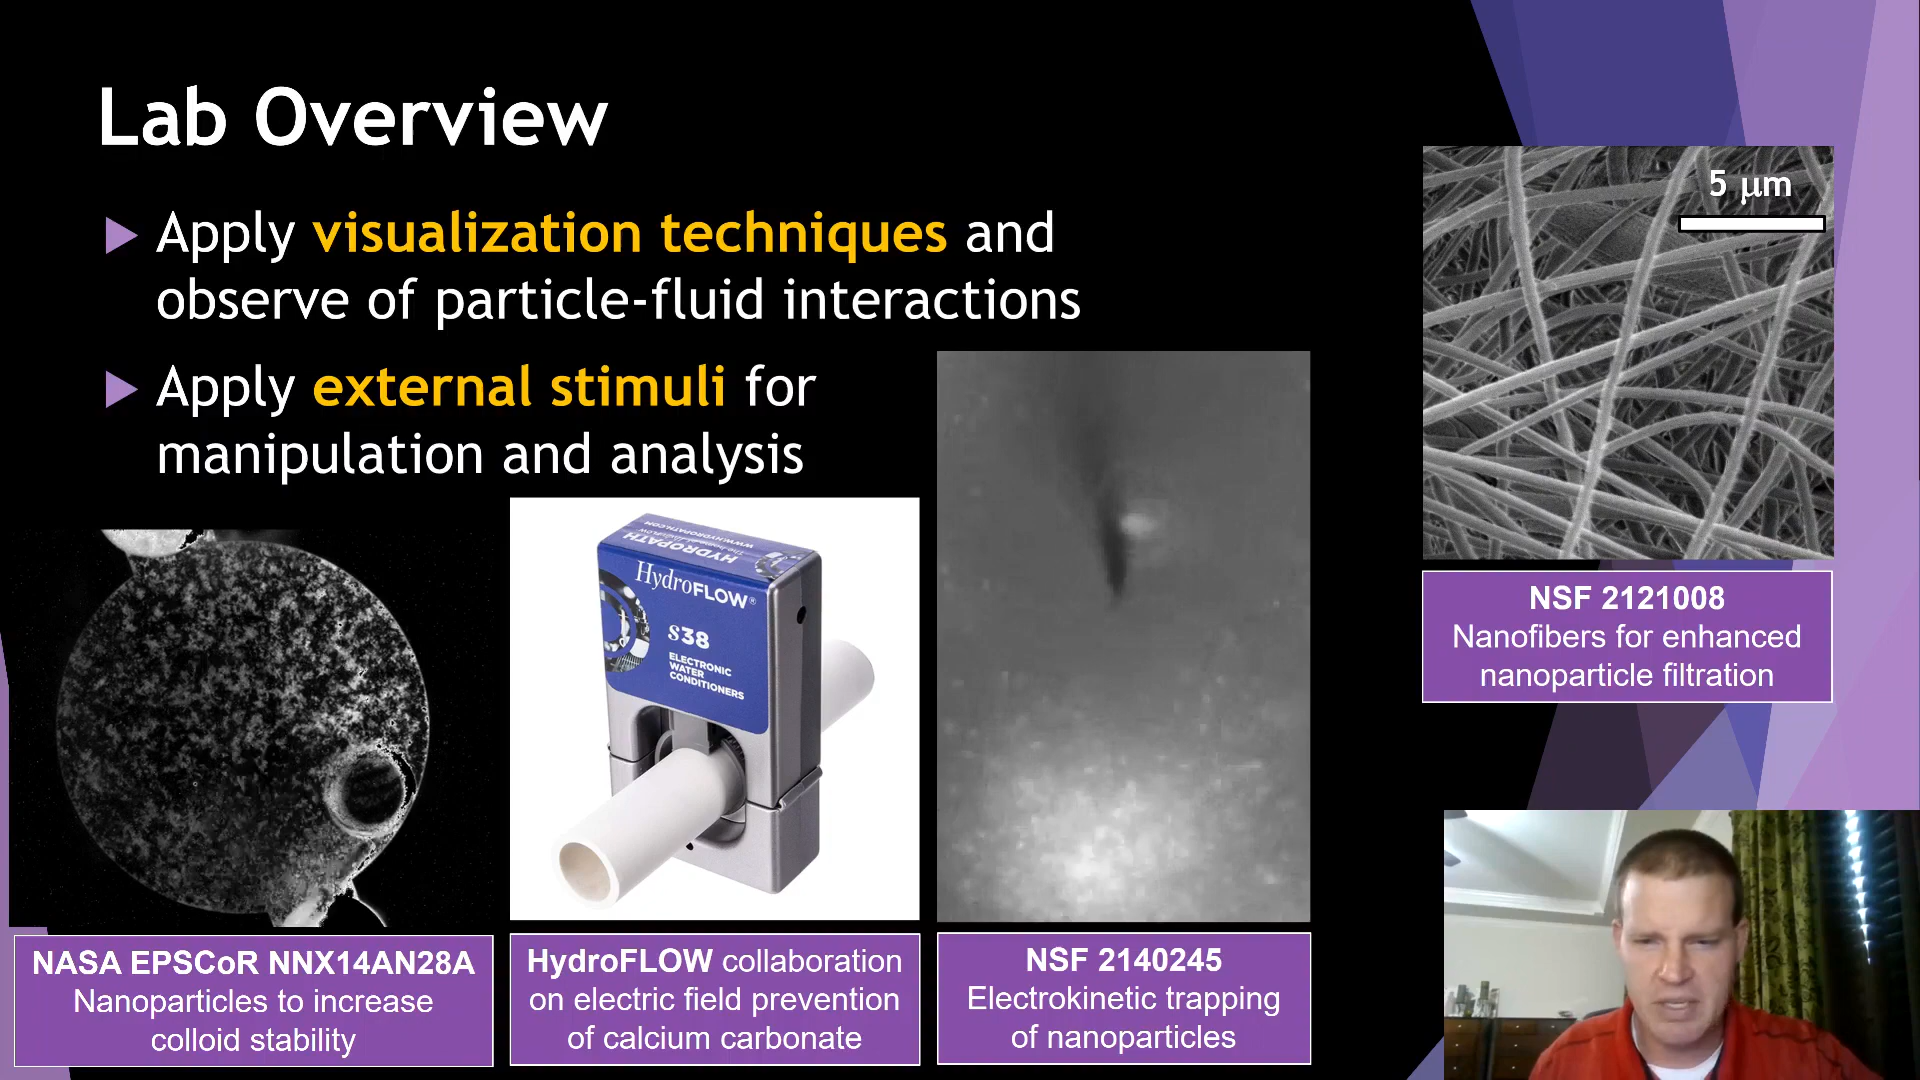 Lab Overview
Apply visualization techniques and
observe of particle-fluid interactions
Apply external stimuli for
manipulation and analysis
5 μm
NSF 2121008
Nanofibers for enhanced
nanoparticle filtration
HYDROPATH
WWW.HYDROPATH.COM
HydroFLOW®
S38
ELECTRONIC
WATER
CONDITIONERS
NASA EPSCoR NNX14AN28A
Nanoparticles to increase
colloid stability
HydroFLOW collaboration
on electric field prevention
of calcium carbonate
NSF 2140245
Electrokinetic trapping
of nanoparticles